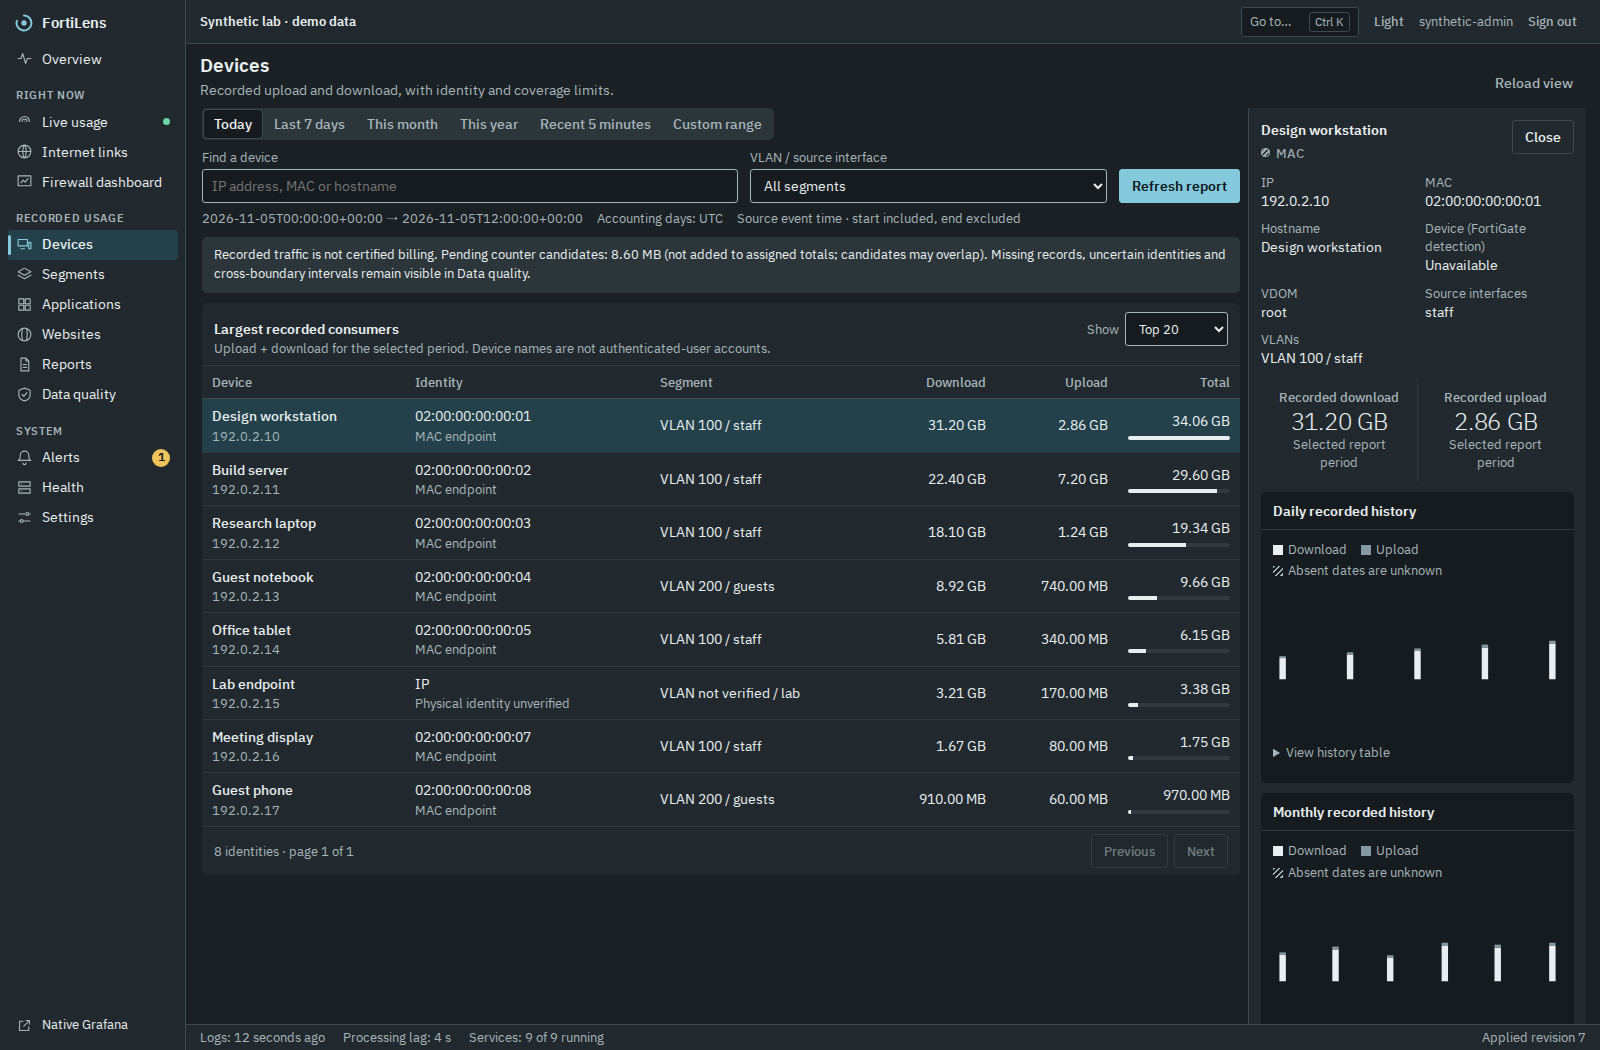 FortiLens
Overview
RIGHT NOW
Live usage
Internet links
Firewall dashboard
RECORDED USAGE
Devices
Segments
Applications
Websites
Reports
Data quality
SYSTEM
Alerts 1
Health
Settings
Native Grafana
Synthetic lab · demo data
Go to... Ctrl K Light synthetic-admin Sign out
Devices
Recorded upload and download, with identity and coverage limits.
Reload view
Today Last 7 days This month This year Recent 5 minutes Custom range
Find a device VLAN / source interface
IP address, MAC or hostname All segments Refresh report
2026-11-05T00:00:00+00:00 → 2026-11-05T12:00:00+00:00 Accounting days: UTC Source event time · start included, end excluded
Recorded traffic is not certified billing. Pending counter candidates: 8.60 MB (not added to assigned totals; candidates may overlap). Missing records, uncertain identities and
cross-boundary intervals remain visible in Data quality.
Largest recorded consumers
Upload + download for the selected period. Device names are not authenticated-user accounts.
Show Top 20
Device Identity Segment Download Upload Total
Design workstation 02:00:00:00:00:01 VLAN 100 / staff 31.20 GB 2.86 GB 34.06 GB
192.0.2.10 MAC endpoint
Build server 02:00:00:00:00:02 VLAN 100 / staff 22.40 GB 7.20 GB 29.60 GB
192.0.2.11 MAC endpoint
Research laptop 02:00:00:00:00:03 VLAN 100 / staff 18.10 GB 1.24 GB 19.34 GB
192.0.2.12 MAC endpoint
Guest notebook 02:00:00:00:00:04 VLAN 200 / guests 8.92 GB 740.00 MB 9.66 GB
192.0.2.13 MAC endpoint
Office tablet 02:00:00:00:00:05 VLAN 100 / staff 5.81 GB 340.00 MB 6.15 GB
192.0.2.14 MAC endpoint
Lab endpoint IP VLAN not verified / lab 3.21 GB 170.00 MB 3.38 GB
192.0.2.15 Physical identity unverified
Meeting display 02:00:00:00:00:07 VLAN 100 / staff 1.67 GB 80.00 MB 1.75 GB
192.0.2.16 MAC endpoint
Guest phone 02:00:00:00:00:08 VLAN 200 / guests 910.00 MB 60.00 MB 970.00 MB
192.0.2.17 MAC endpoint
8 identities · page 1 of 1 Previous Next
Design workstation
MAC
Close
IP MAC
192.0.2.10 02:00:00:00:00:01
Hostname Device (FortiGate detection)
Design workstation Unavailable
VDOM Source interfaces
root staff
VLANs
VLAN 100 / staff
Recorded download Recorded upload
31.20 GB 2.86 GB
Selected report period Selected report period
Daily recorded history
Download Upload
Absent dates are unknown
View history table
Monthly recorded history
Download Upload
Absent dates are unknown
Logs: 12 seconds ago Processing lag: 4 s Services: 9 of 9 running Applied revision 7